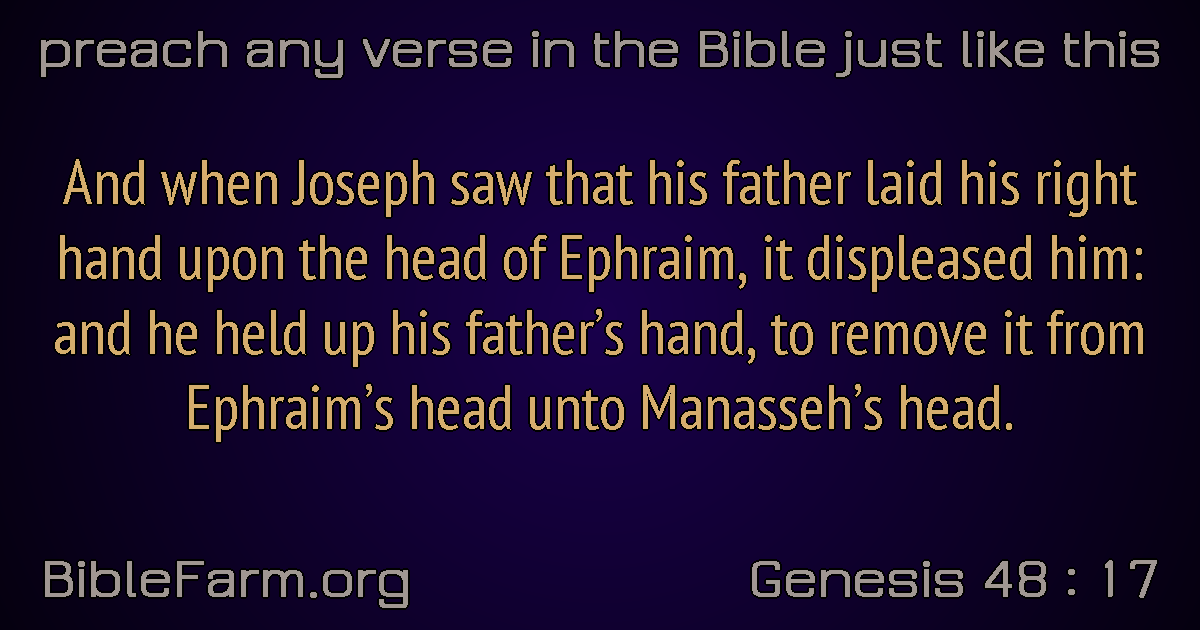 preach any verse in the Bible just like this
And when Joseph saw that his father laid his right
hand upon the head of Ephraim, it displeased him:
and he held up his father’s hand, to remove it from
Ephraim’s head unto Manasseh’s head.
BibleFarm.org
Genesis 48 : 17